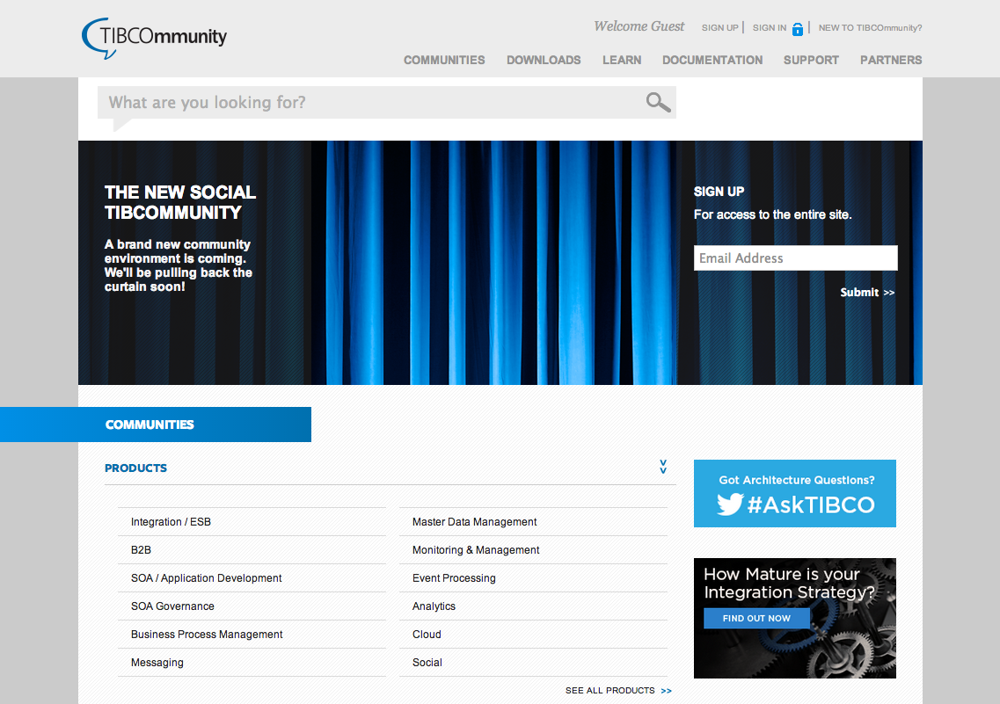 TIBCOmmunity
Welcome Guest
SIGN UP
SIGN IN
NEW TO TIBCOmmunity?
COMMUNITIES
DOWNLOADS
LEARN
DOCUMENTATION
SUPPORT
PARTNERS
What are you looking for?
THE NEW SOCIAL
TIBCOMMUNITY
A brand new community
environment is coming.
We'll be pulling back the
curtain soon!
SIGN UP
For access to the entire site.
Email Address
Submit >>
COMMUNITIES
PRODUCTS
Integration / ESB
B2B
SOA / Application Development
SOA Governance
Business Process Management
Messaging
Master Data Management
Monitoring & Management
Event Processing
Analytics
Cloud
Social
SEE ALL PRODUCTS >>
Got Architecture Questions?
#AskTIBCO
How Mature is your
Integration Strategy?
FIND OUT NOW